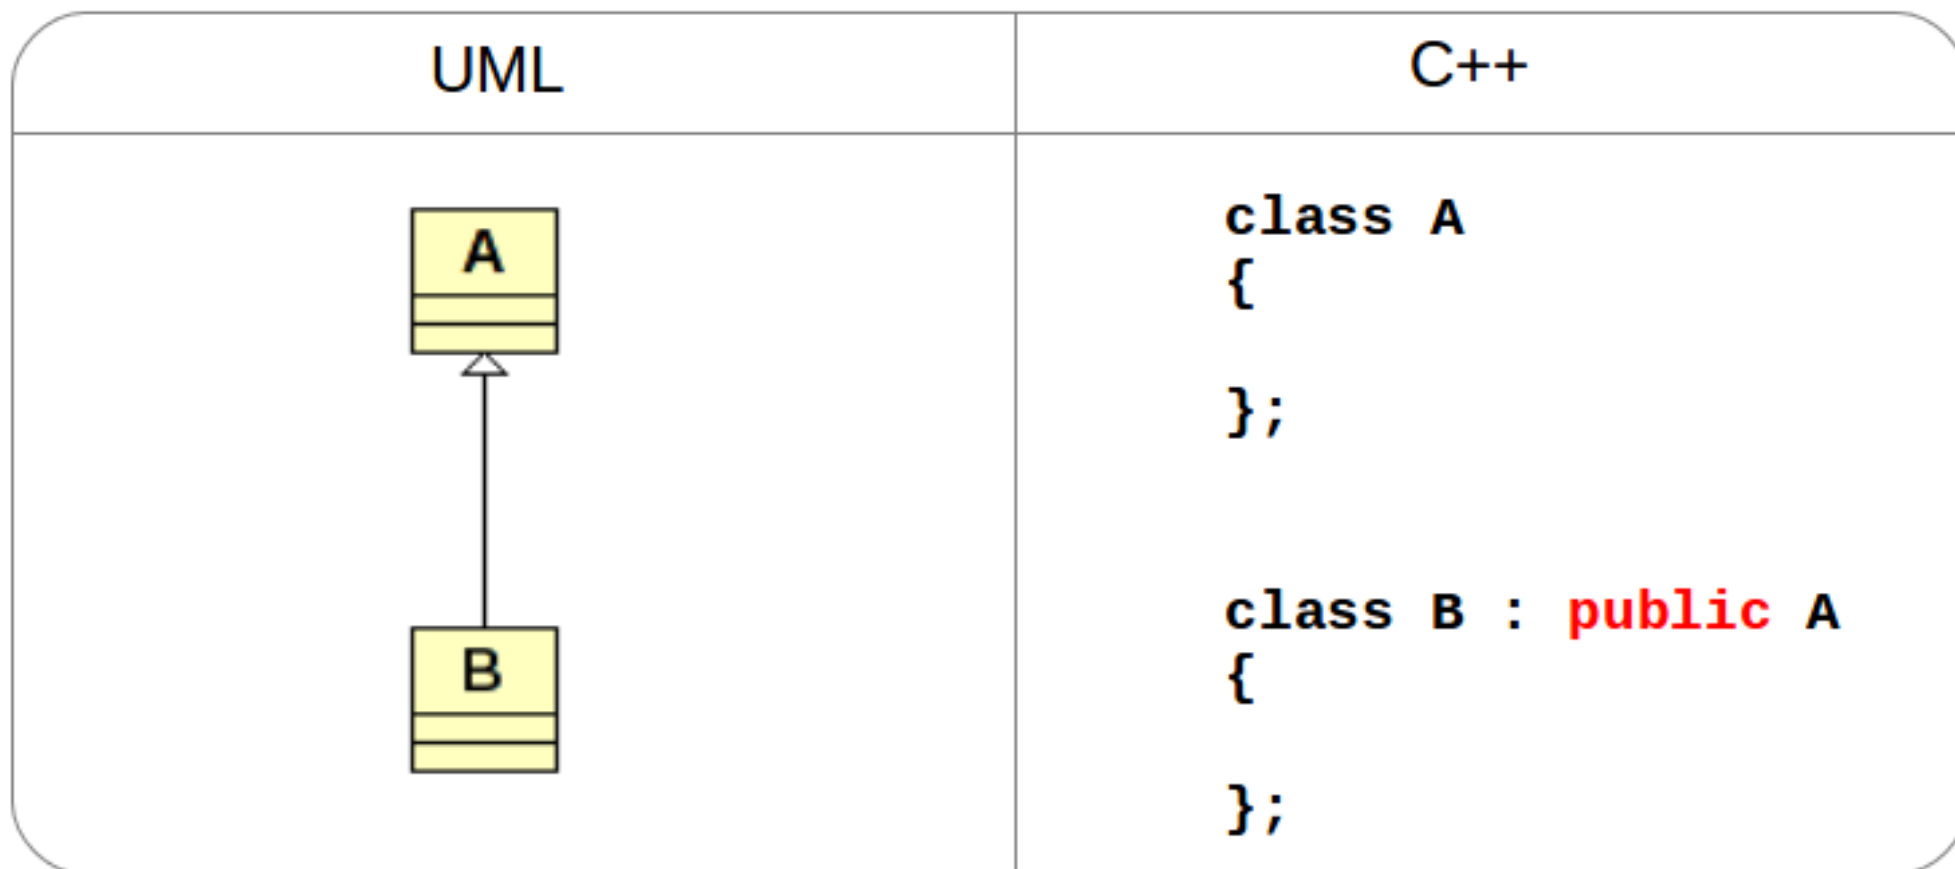 UML
C++
A
B
class A
{
};
class B : public A
{
};